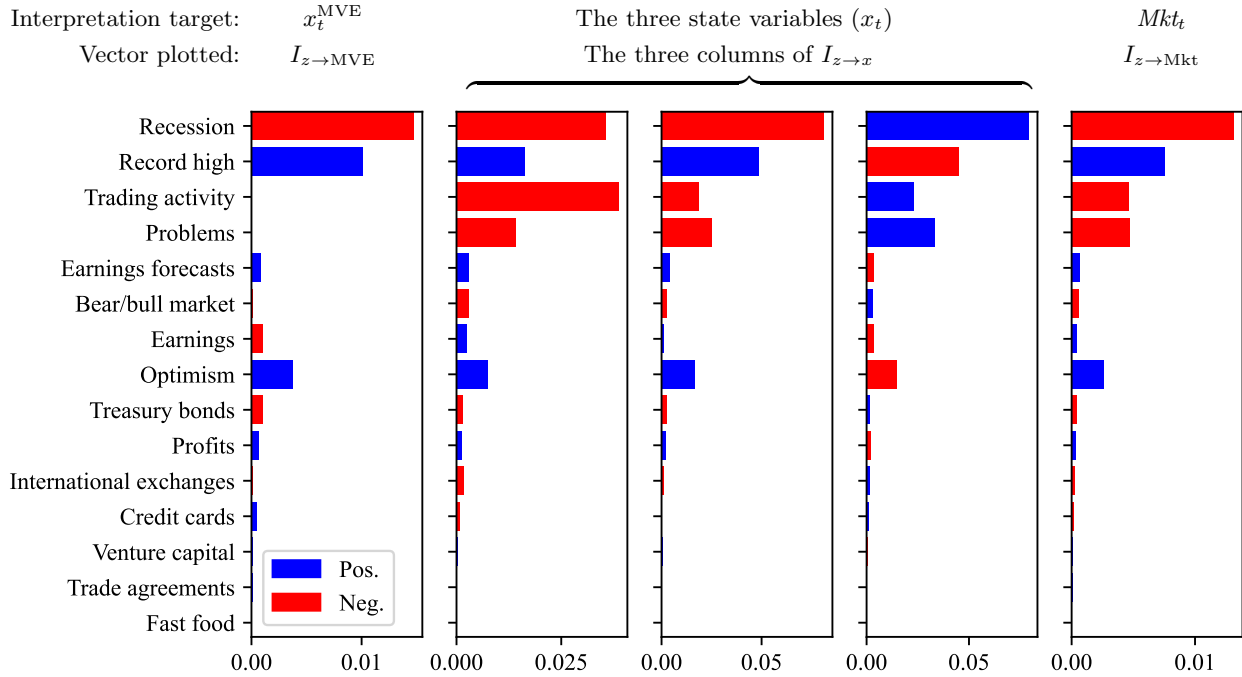 Interpretation target: x_t^MVE The three state variables (x_t) Mkt_t
Vector plotted: I_z→MVE The three columns of I_z→x I_z→Mkt
Recession
Record high
Trading activity
Problems
Earnings forecasts
Bear/bull market
Earnings
Optimism
Treasury bonds
Profits
International exchanges
Credit cards
Venture capital
Trade agreements
Fast food
Pos.
Neg.
0.00 0.01 0.000 0.025 0.00 0.05 0.00 0.05 0.00 0.01